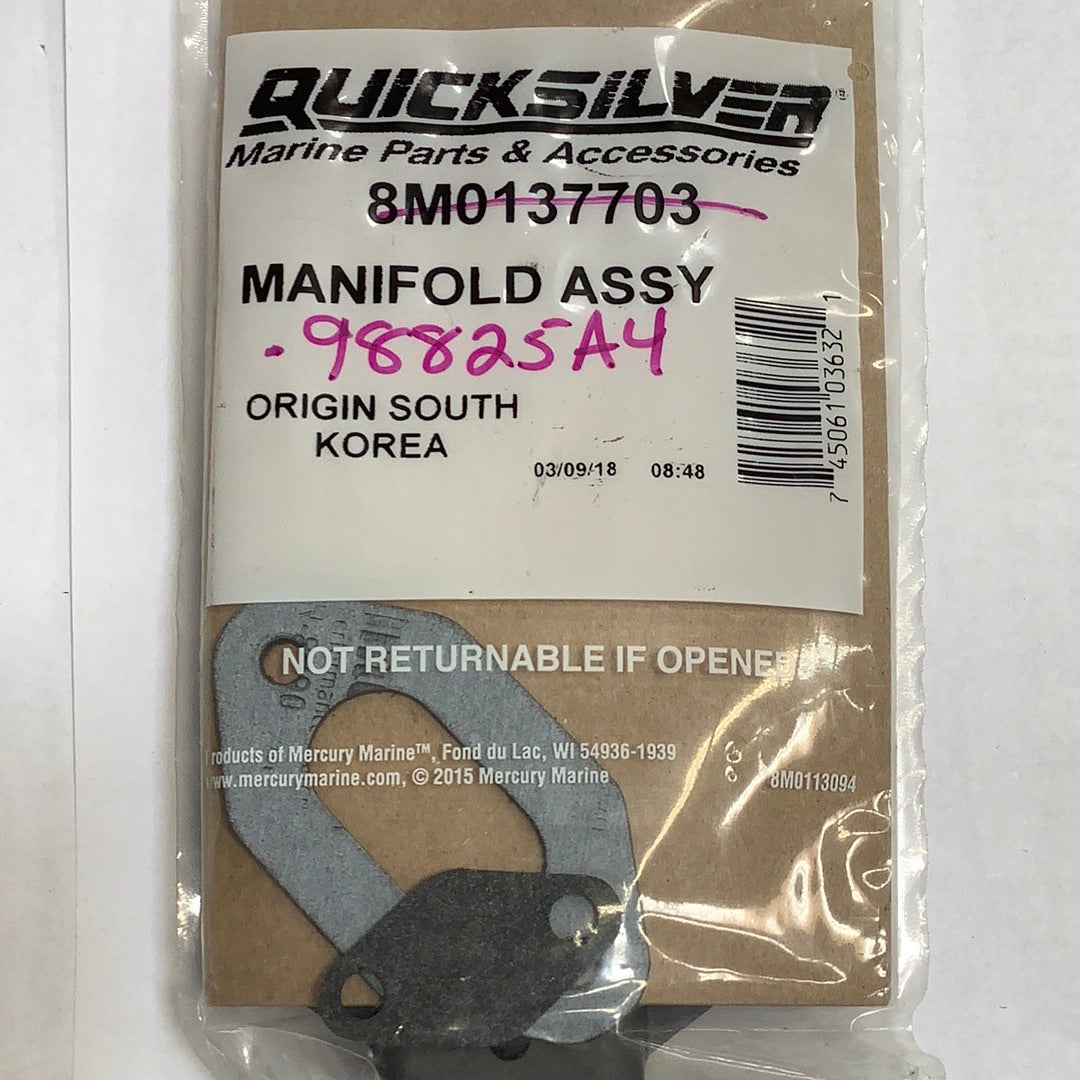 QUICKSILVER
Marine Parts & Accessories
8M0137703
MANIFOLD ASSY
.98825A4
ORIGIN SOUTH
KOREA
03/09/18 08:48
7 45061 03632 1
NOT RETURNABLE IF OPENED
roducts of Mercury Marine™, Fond du Lac, WI 54936-1939
www.mercurymarine.com, © 2015 Mercury Marine
8M0113094